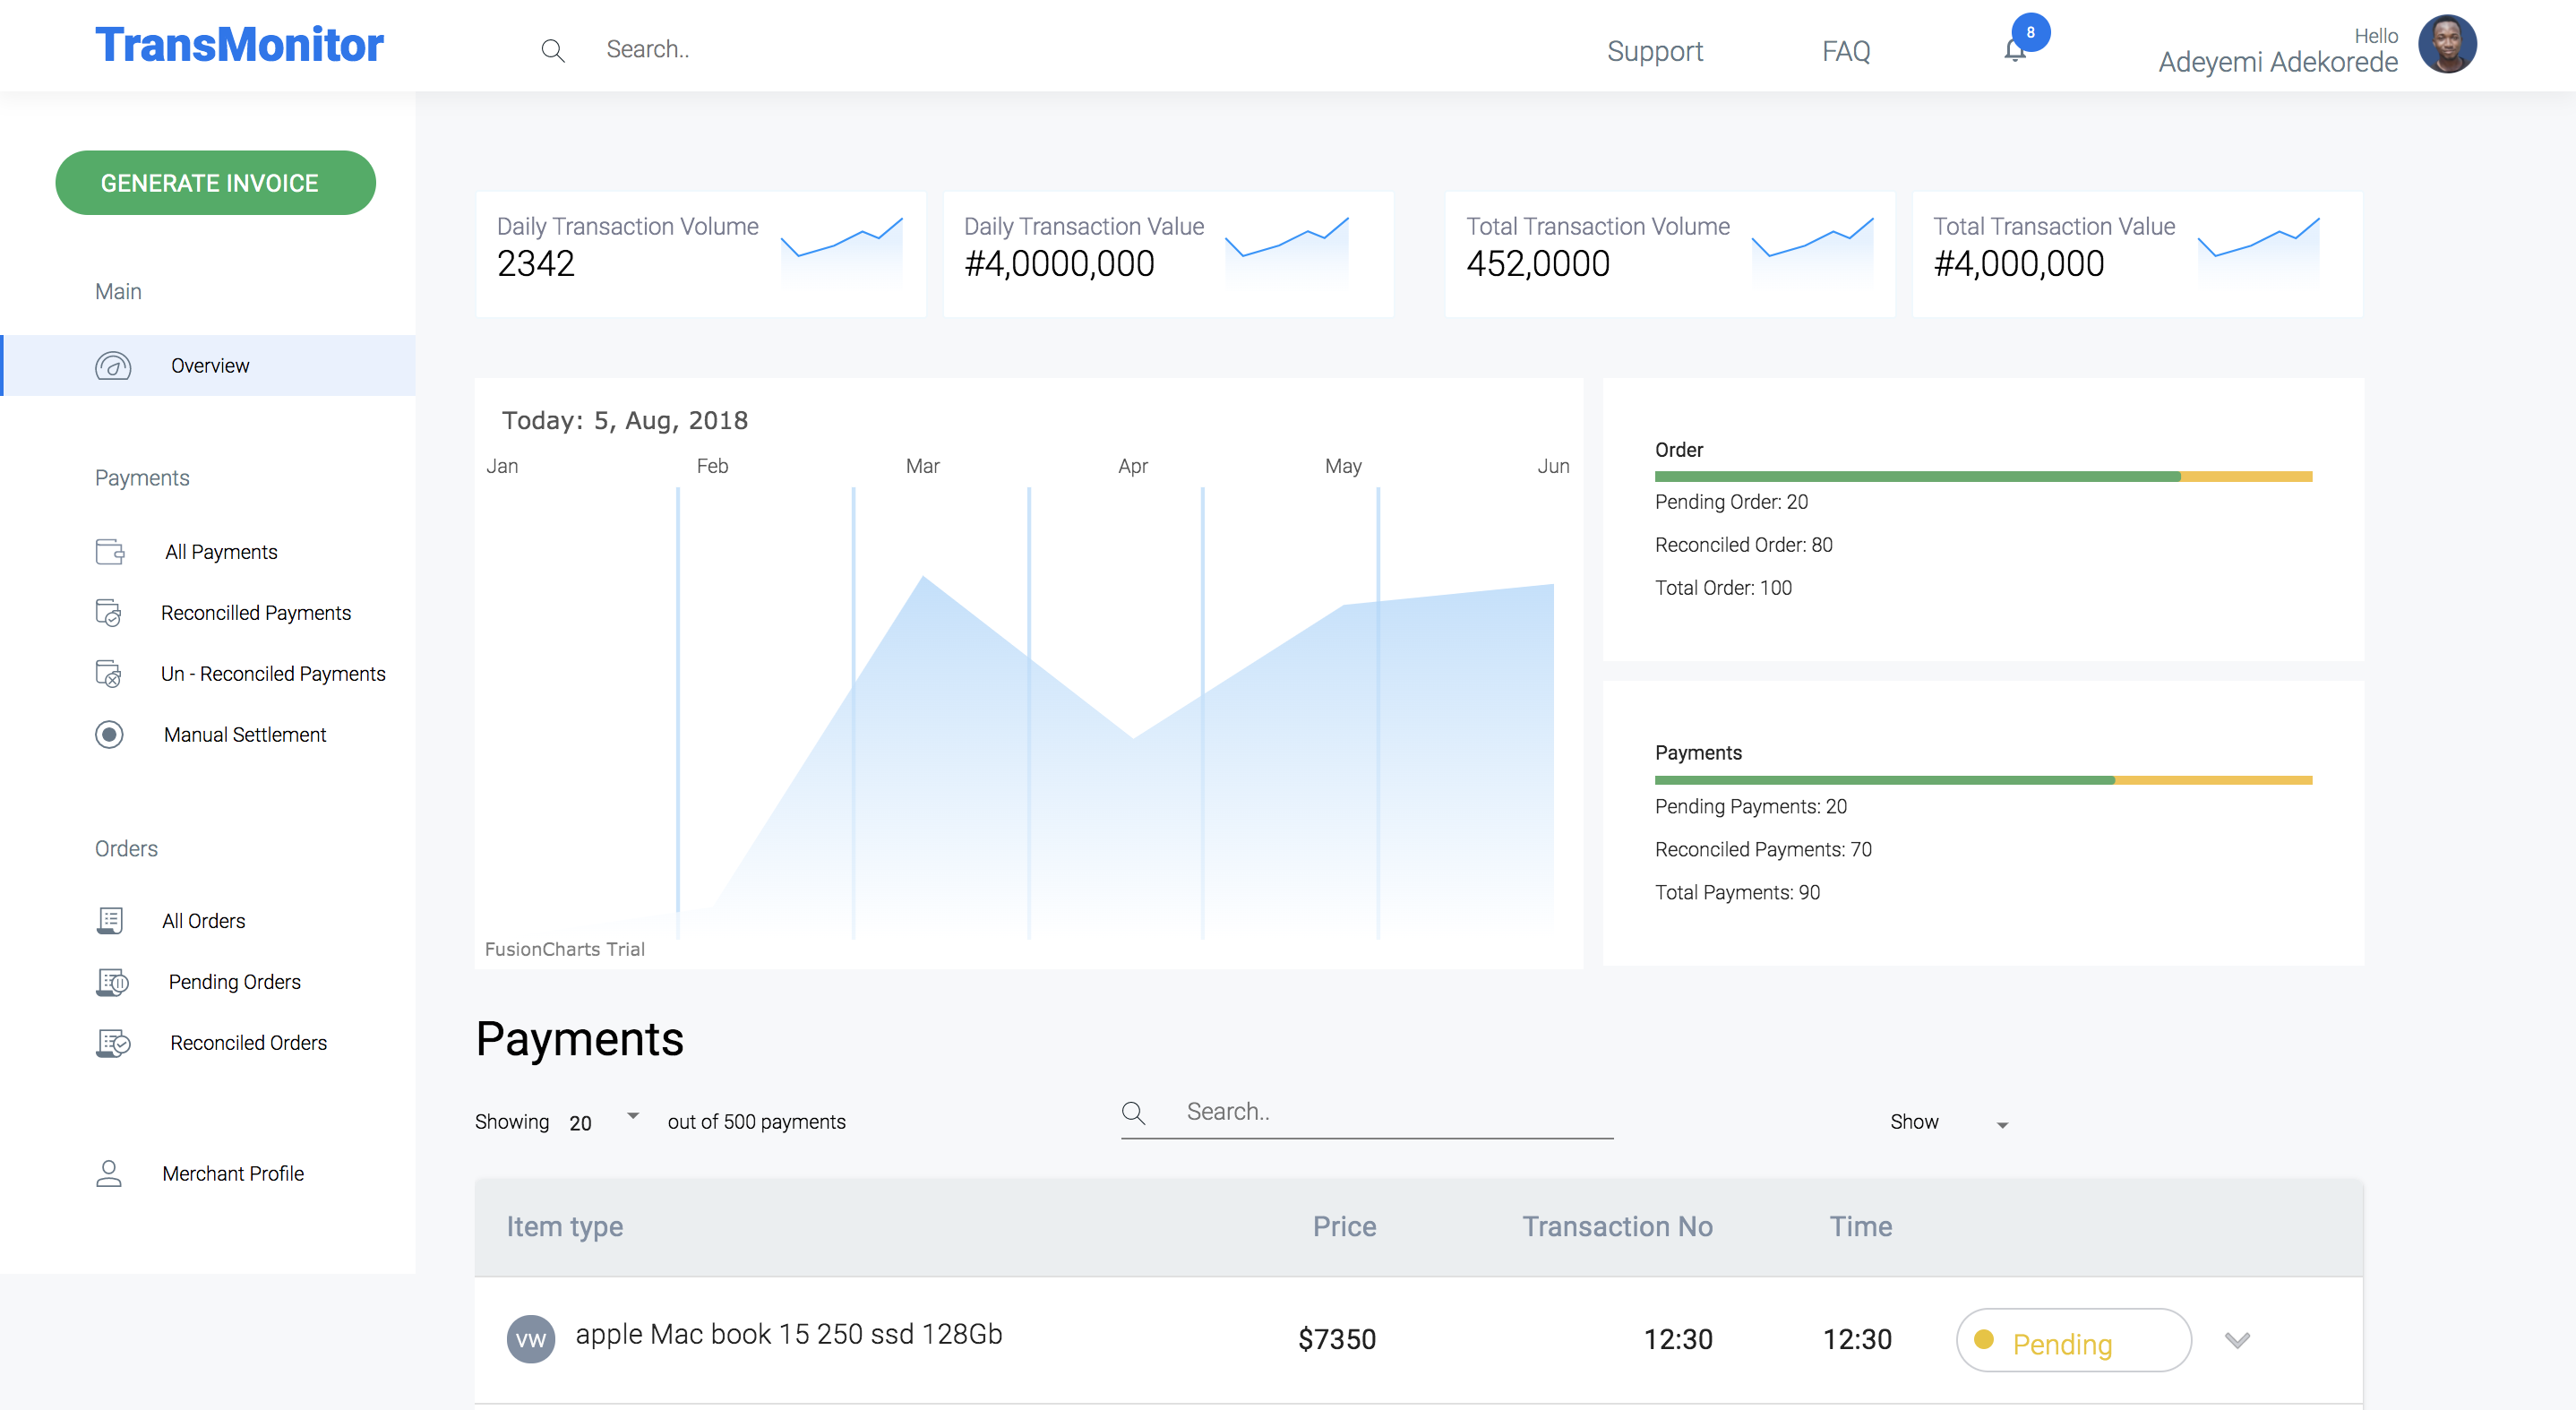 TransMonitor
Search..
Support
FAQ
8
Hello
Adeyemi Adekorede
GENERATE INVOICE
Main
Overview
Payments
All Payments
Reconcilled Payments
Un - Reconciled Payments
Manual Settlement
Orders
All Orders
Pending Orders
Reconciled Orders
Merchant Profile
Daily Transaction Volume
2342
Daily Transaction Value
#4,0000,000
Total Transaction Volume
452,0000
Total Transaction Value
#4,000,000
Today: 5, Aug, 2018
Jan Feb Mar Apr May Jun
FusionCharts Trial
Order
Pending Order: 20
Reconciled Order: 80
Total Order: 100
Payments
Pending Payments: 20
Reconciled Payments: 70
Total Payments: 90
Payments
Showing 20 out of 500 payments
Search..
Show
Item type Price Transaction No Time
VW apple Mac book 15 250 ssd 128Gb $7350 12:30 12:30 Pending